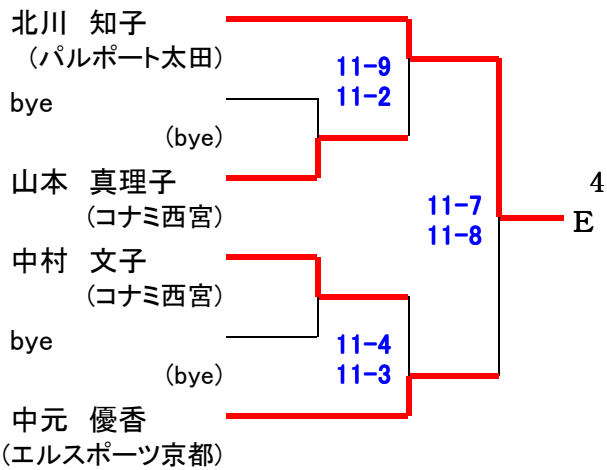 北川　知子
(パルポート太田)
11-9
11-2
bye
(bye)
山本　真理子
(コナミ西宮)
4
11-7
E
11-8
中村　文子
(コナミ西宮)
bye
11-4
(bye)
11-3
中元　優香
(エルスポーツ京都)